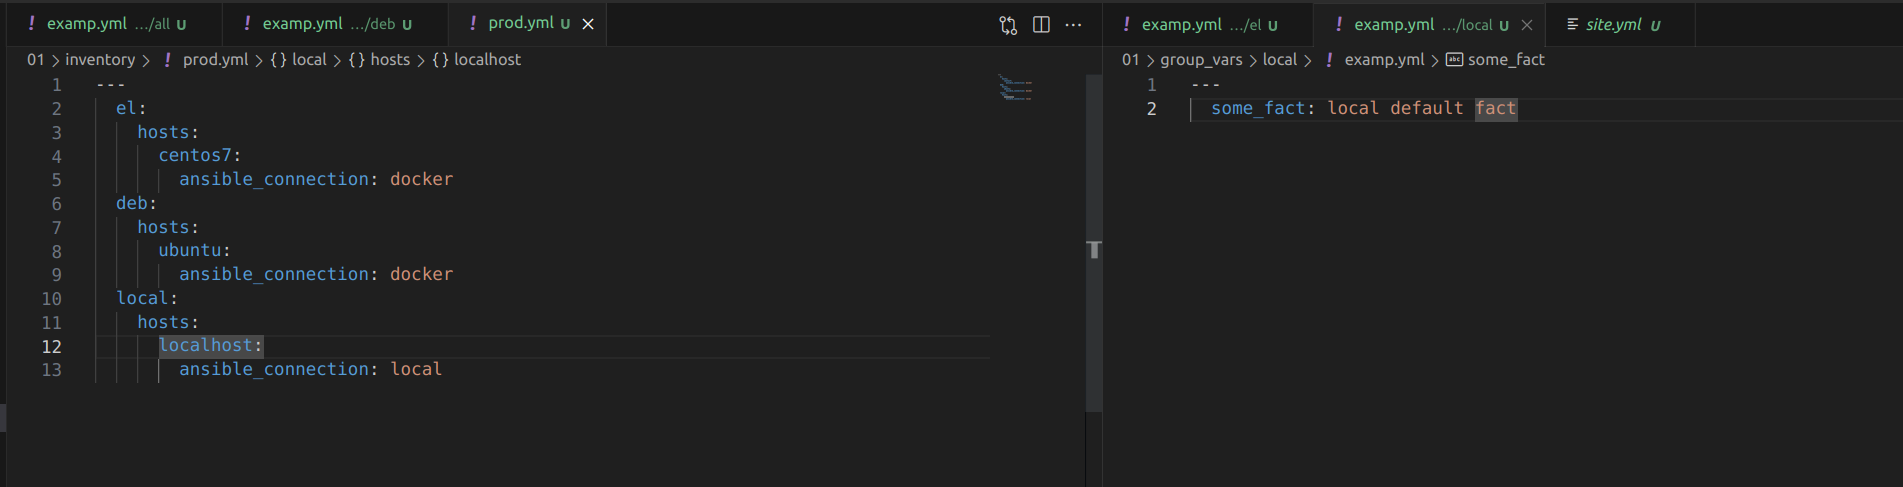 ! examp.yml .../all U ! examp.yml .../deb U ! prod.yml U ×
01 > inventory > ! prod.yml > {} local > {} hosts > {} localhost
1 ---
2 el:
3 hosts:
4 centos7:
5 ansible_connection: docker
6 deb:
7 hosts:
8 ubuntu:
9 ansible_connection: docker
10 local:
11 hosts:
12 localhost:
13 ansible_connection: local
! examp.yml .../el U ! examp.yml .../local U × site.yml U
01 > group_vars > local > ! examp.yml > abc some_fact
1 ---
2 some_fact: local default fact